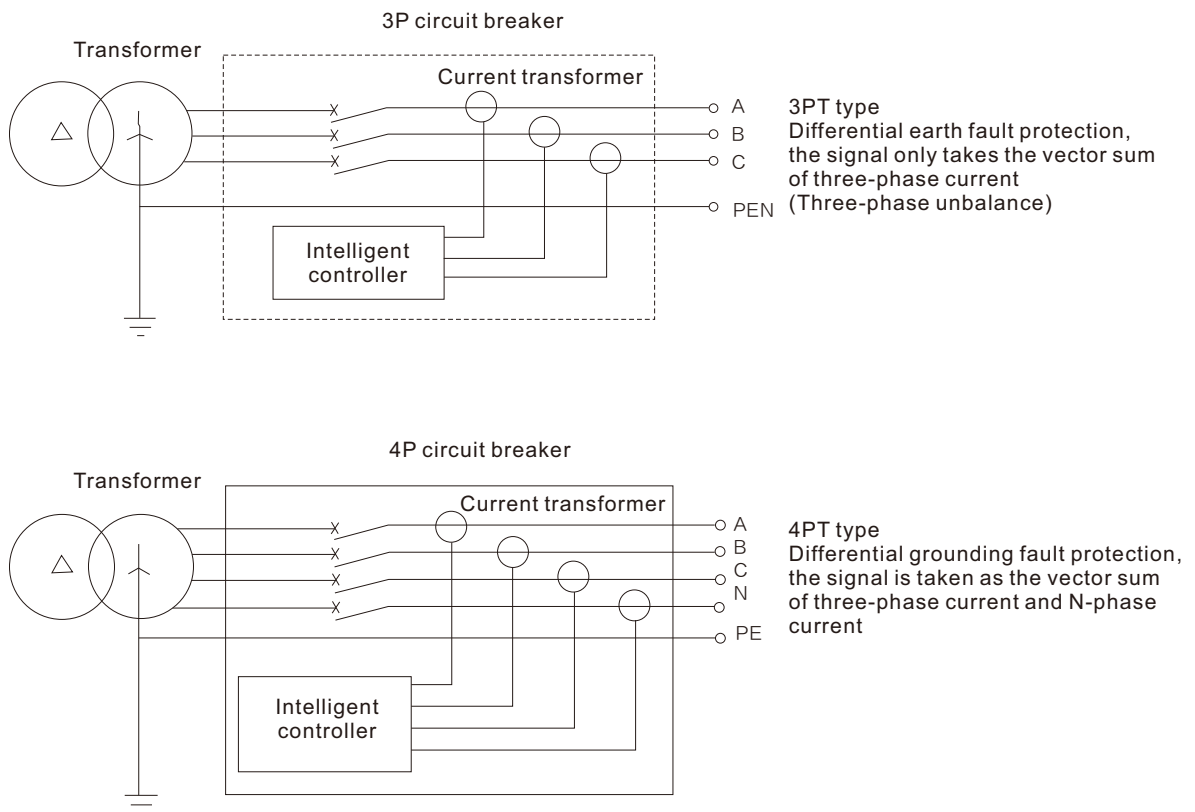 3P circuit breaker
Transformer
Current transformer
A
B
C
PEN
3PT type
Differential earth fault protection,
the signal only takes the vector sum
of three-phase current
(Three-phase unbalance)
Intelligent
controller
4P circuit breaker
Transformer
Current transformer
A
B
C
N
PE
4PT type
Differential grounding fault protection,
the signal is taken as the vector sum
of three-phase current and N-phase
current
Intelligent
controller